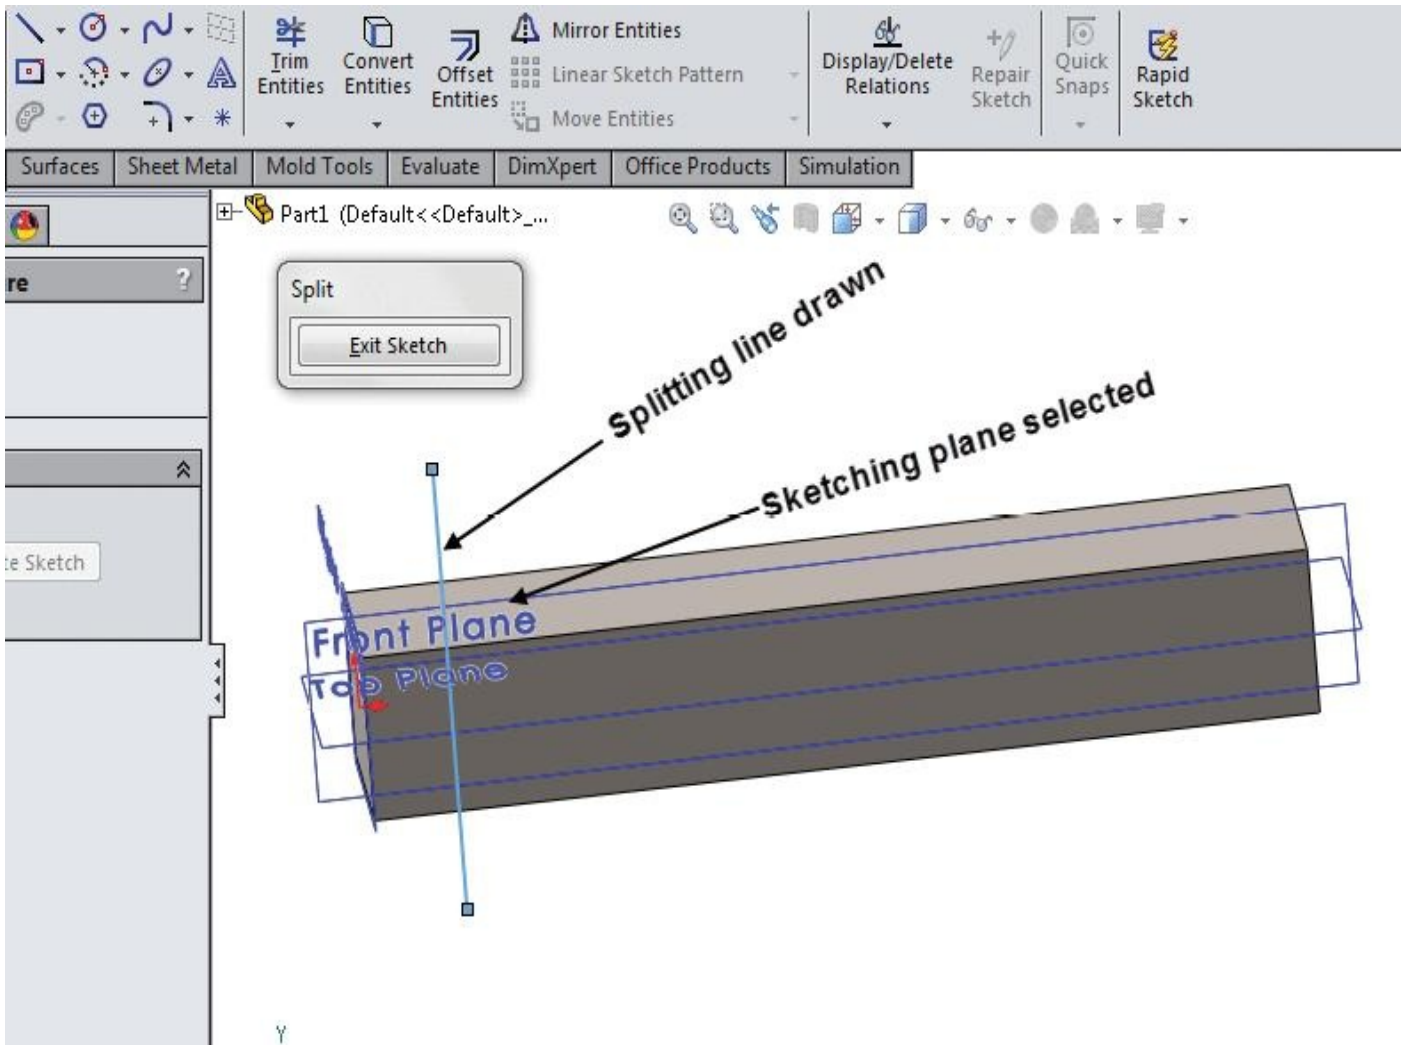 Trim
Entities
Convert
Entities
Offset
Entities
Mirror Entities
Linear Sketch Pattern
Move Entities
Display/Delete
Relations
Repair
Sketch
Quick
Snaps
Rapid
Sketch
Surfaces
Sheet Metal
Mold Tools
Evaluate
DimXpert
Office Products
Simulation
Part1 (Default<<Default>_...
re
?
Split
Exit Sketch
Splitting line drawn
Sketching plane selected
te Sketch
Front Plane
Top Plane
Y